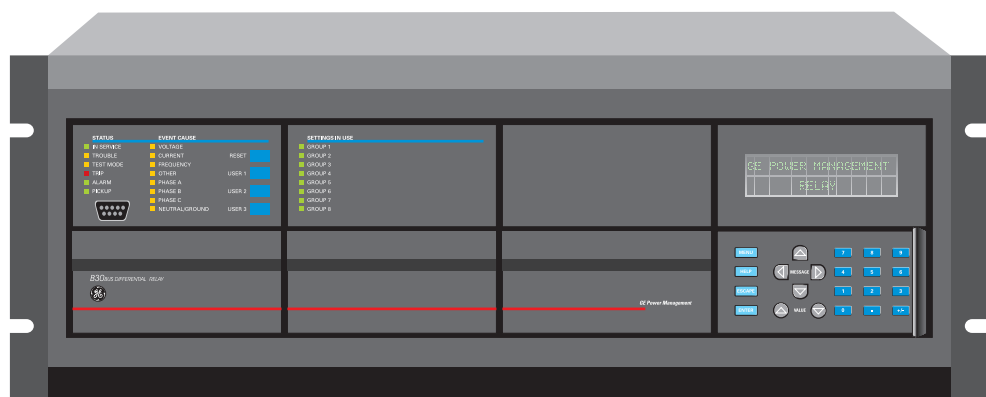 STATUS
IN SERVICE
TROUBLE
TEST MODE
TRIP
ALARM
PICKUP
EVENT CAUSE
VOLTAGE
CURRENT
FREQUENCY
OTHER
PHASE A
PHASE B
PHASE C
NEUTRAL/GROUND
RESET
USER 1
USER 2
USER 3
SETTINGS IN USE
GROUP 1
GROUP 2
GROUP 3
GROUP 4
GROUP 5
GROUP 6
GROUP 7
GROUP 8
GE POWER MANAGEMENT
RELAY
B30 BUS DIFFERENTIAL RELAY
GE
GE Power Management
MENU
HELP
ESCAPE
ENTER
MESSAGE
VALUE
7 8 9
4 5 6
1 2 3
0 . +/-